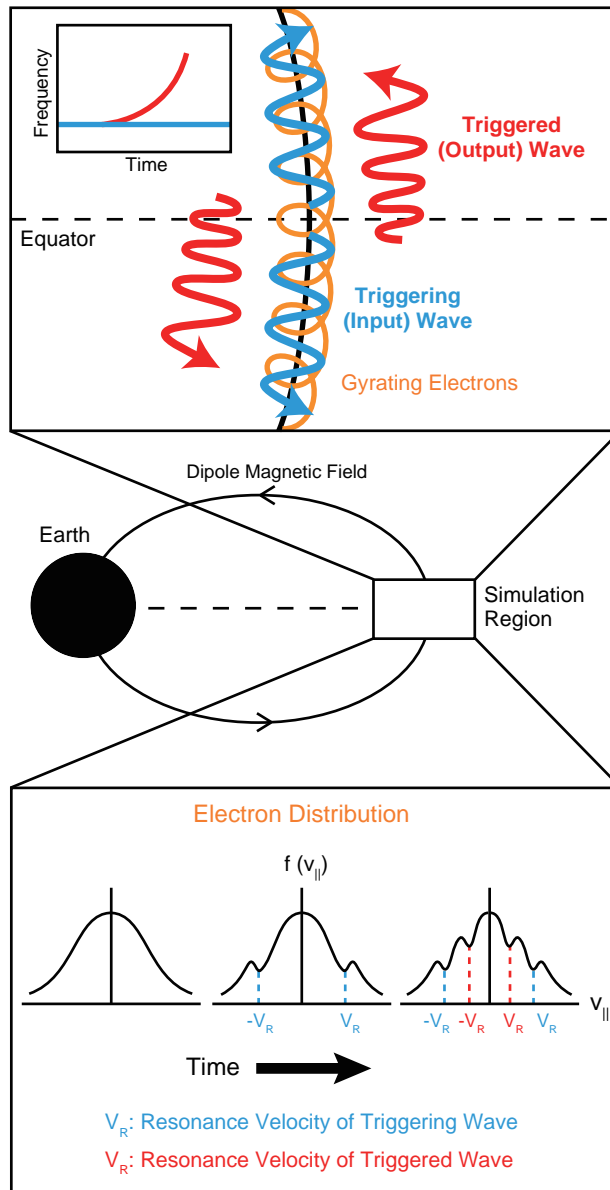 Frequency
Time
Triggered
(Output) Wave
Equator
Triggering
(Input) Wave
Gyrating Electrons
Dipole Magnetic Field
Earth
Simulation
Region
Electron Distribution
f (v||)
-VR VR -VR -VR VR VR v||
Time
VR: Resonance Velocity of Triggering Wave
VR: Resonance Velocity of Triggered Wave